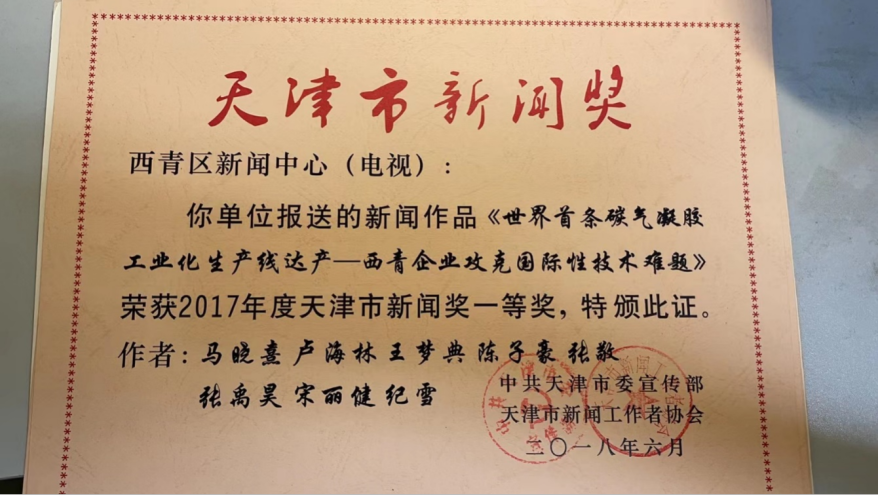 天津市新闻奖
西青区新闻中心（电视）：
你单位报送的新闻作品《世界首条碳气凝胶
工业化生产线达产—西青企业攻克国际性技术难题》
荣获2017年度天津市新闻奖一等奖，特颁此证。
作者：马晓熹 卢海林 王梦典 陈子豪 张敬
张禹昊 宋丽健 纪雪
中共天津市委宣传部
天津市新闻工作者协会
二〇一八年六月